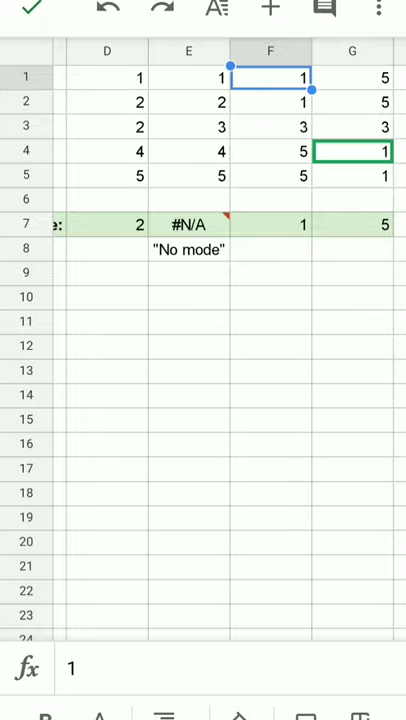 D E F G
1 1 1 1 5
2 2 2 1 5
3 2 3 3 3
4 4 4 5 1
5 5 5 5 1
6
7 e: 2 #N/A 1 5
8 "No mode"
9
10
11
12
13
14
15
16
17
18
19
20
21
22
23
24
fx 1